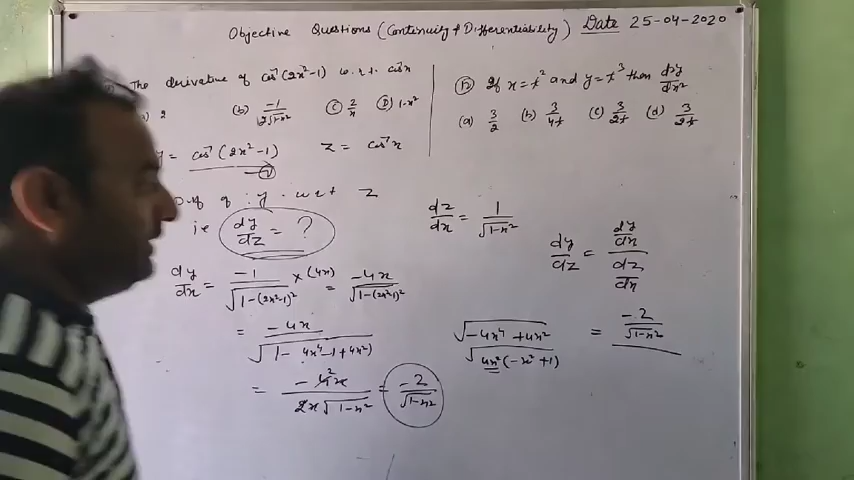 Objective Questions (Continuity & Differentiability) Date 25-04-2020
The derivative of cos⁻¹(2x²-1) w.r.t. cos⁻¹x
2 (b) -1/2√1-x² (C) 2/x (D) 1-x²
y = cos⁻¹(2x²-1) z = cos⁻¹x
Diff of y w.r.t z
i.e dy/dz = ?
dy/dx = -1/√1-(2x²-1)² × (4x) = -4x/√1-(2x²-1)²
= -4x/√1-4x⁴-1+4x²)
= -4x/2x√1-x² = -2/√1-x²
√-4x⁴+4x²
√4x²(-x²+1)
dz/dx = 1/√1-x²
dy/dz = dy/dx / dz/dx
= -2/√1-x²
(12) If x=t² and y=t³ then d²y/dx²
(a) 3/2 (b) 3/4t (c) 3/2t (d) 3/2t